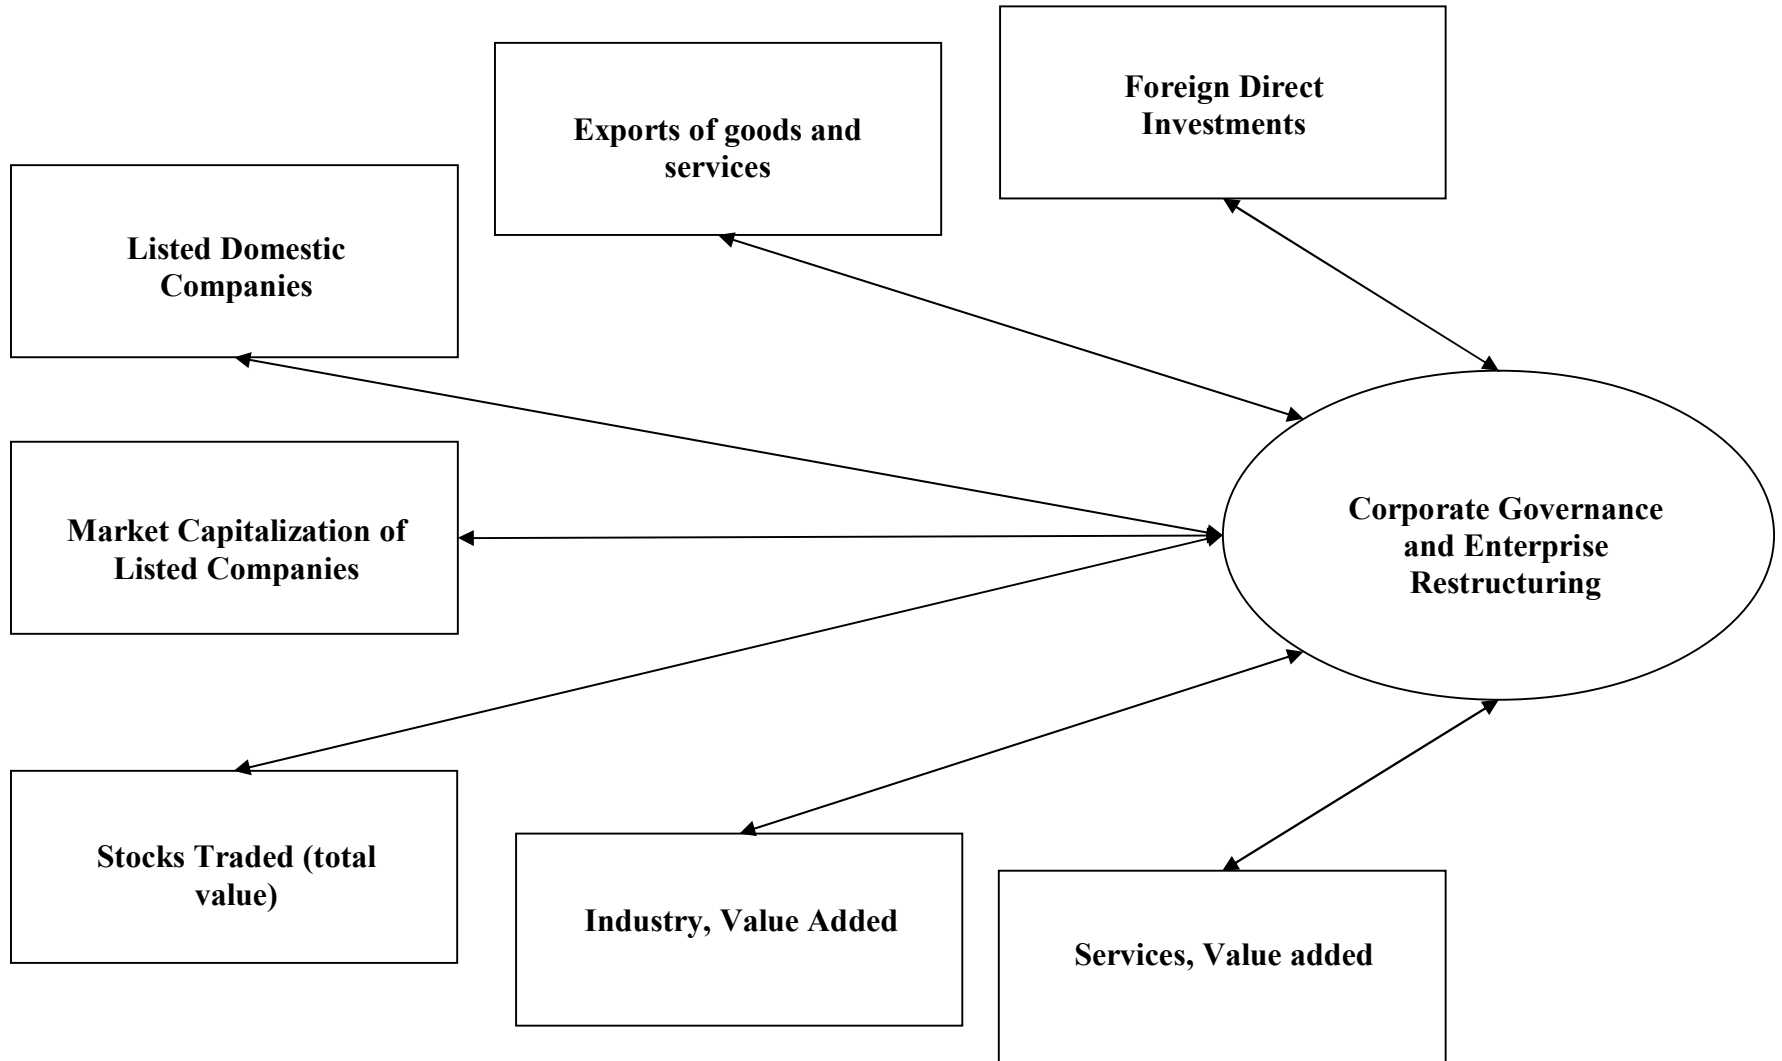 Foreign Direct
Investments
Exports of goods and
services
Listed Domestic
Companies
Market Capitalization of
Listed Companies
Corporate Governance
and Enterprise
Restructuring
Stocks Traded (total
value)
Industry, Value Added
Services, Value added